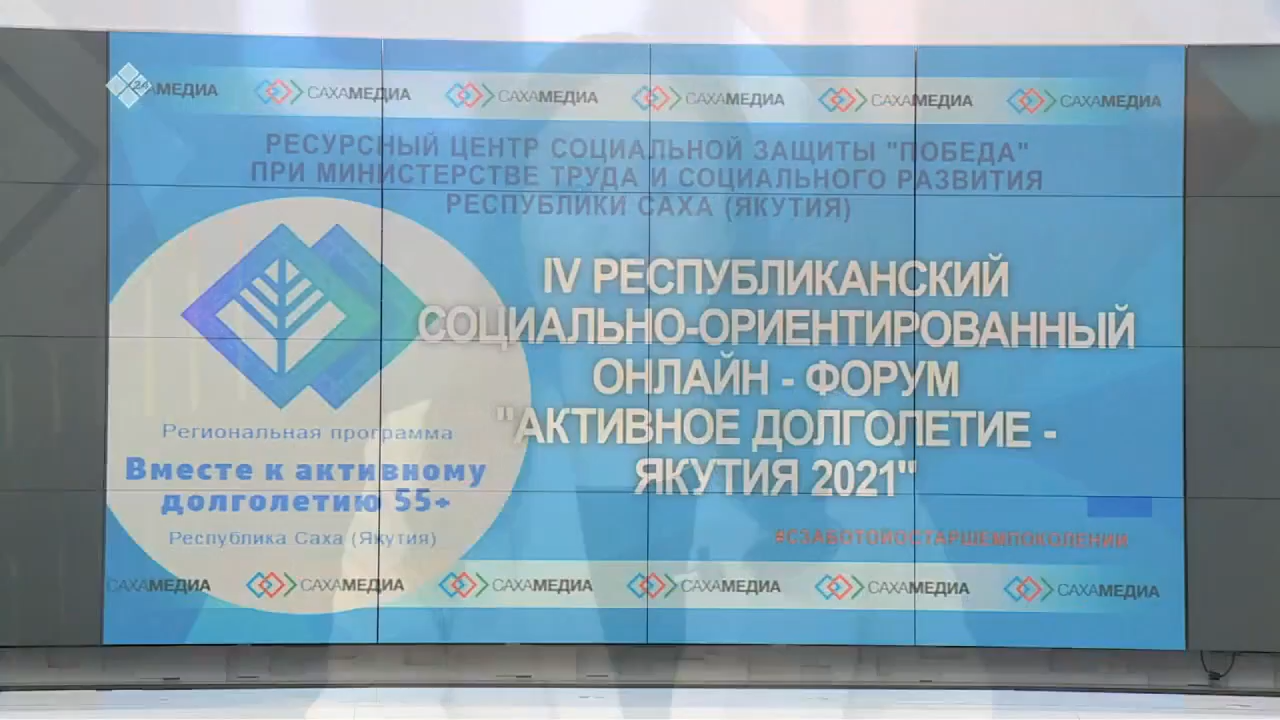 24 МЕДИА САХАМЕДИА САХАМЕДИА САХАМЕДИА САХАМЕДИА САХАМЕДИА
РЕСУРСНЫЙ ЦЕНТР СОЦИАЛЬНОЙ ЗАЩИТЫ "ПОБЕДА"
ПРИ МИНИСТЕРСТВЕ ТРУДА И СОЦИАЛЬНОГО РАЗВИТИЯ
РЕСПУБЛИКИ САХА (ЯКУТИЯ)
IV РЕСПУБЛИКАНСКИЙ
СОЦИАЛЬНО-ОРИЕНТИРОВАННЫЙ
ОНЛАЙН - ФОРУМ
"АКТИВНОЕ ДОЛГОЛЕТИЕ -
ЯКУТИЯ 2021"
Региональная программа
Вместе к активному
долголетию 55+
Республика Саха (Якутия)
#СЗАБОТОЙОСТАРШЕМПОКОЛЕНИИ
САХАМЕДИА САХАМЕДИА САХАМЕДИА САХАМЕДИА САХАМЕДИА САХАМЕДИА